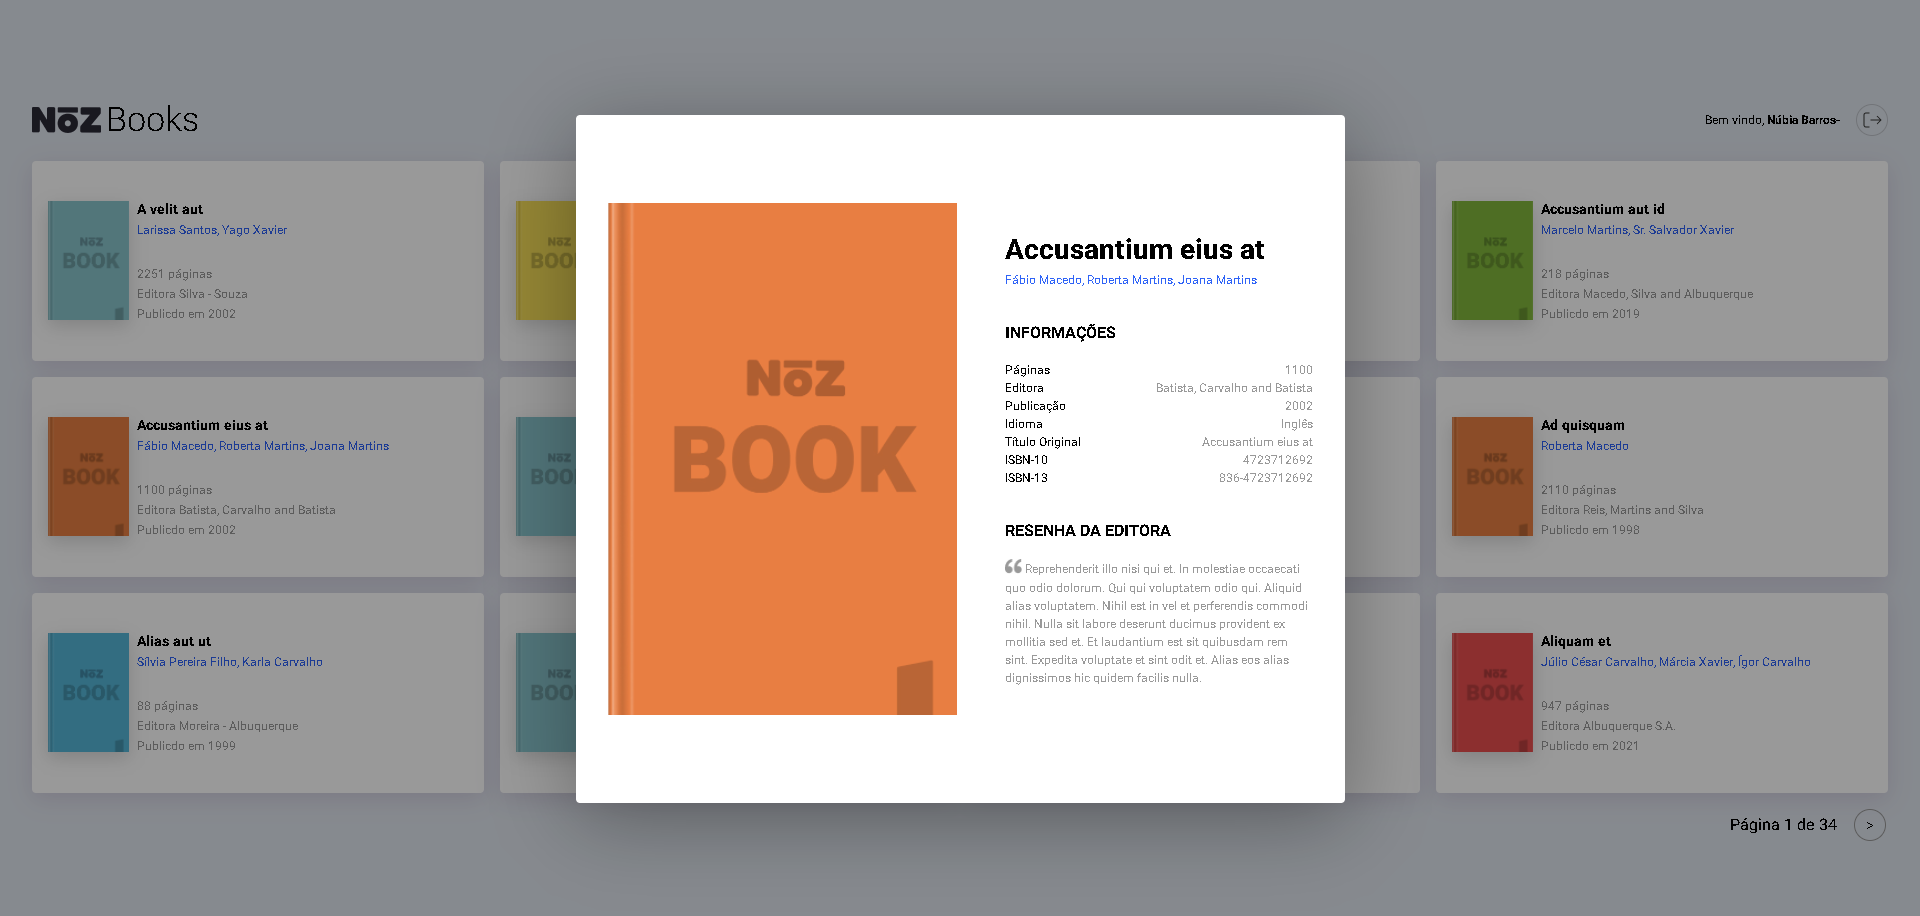 NōZ Books
Bem vindo, Núbia Barros-
NōZ
BOOK
A velit aut
Larissa Santos, Yago Xavier
2251 páginas
Editora Silva - Souza
Publicdo em 2002
NōZ
NōZ
BOOK
Accusantium aut id
Marcelo Martins, Sr. Salvador Xavier
218 páginas
Editora Macedo, Silva and Albuquerque
Publicdo em 2019
NōZ
BOOK
Accusantium eius at
Fábio Macedo, Roberta Martins, Joana Martins
1100 páginas
Editora Batista, Carvalho and Batista
Publicdo em 2002
NōZ
NōZ
BOOK
Ad quisquam
Roberta Macedo
2110 páginas
Editora Reis, Martins and Silva
Publicdo em 1998
NōZ
BOOK
Alias aut ut
Sílvia Pereira Filho, Karla Carvalho
88 páginas
Editora Moreira - Albuquerque
Publicdo em 1999
NōZ
NōZ
BOOK
Aliquam et
Júlio César Carvalho, Márcia Xavier, Ígor Carvalho
947 páginas
Editora Albuquerque S.A.
Publicdo em 2021
NōZ
BOOK
Accusantium eius at
Fábio Macedo, Roberta Martins, Joana Martins
INFORMAÇÕES
Páginas 1100
Editora Batista, Carvalho and Batista
Publicação 2002
Idioma Inglês
Título Original Accusantium eius at
ISBN-10 4723712692
ISBN-13 836-4723712692
RESENHA DA EDITORA
“ Reprehenderit illo nisi qui et. In molestiae occaecati
quo odio dolorum. Qui qui voluptatem odio qui. Aliquid
alias voluptatem. Nihil est in vel et perferendis commodi
nihil. Nulla sit labore deserunt ducimus provident ex
mollitia sed et. Et laudantium est sit quibusdam rem
sint. Expedita voluptate et sint odit et. Alias eos alias
dignissimos hic quidem facilis nulla.
Página 1 de 34 >